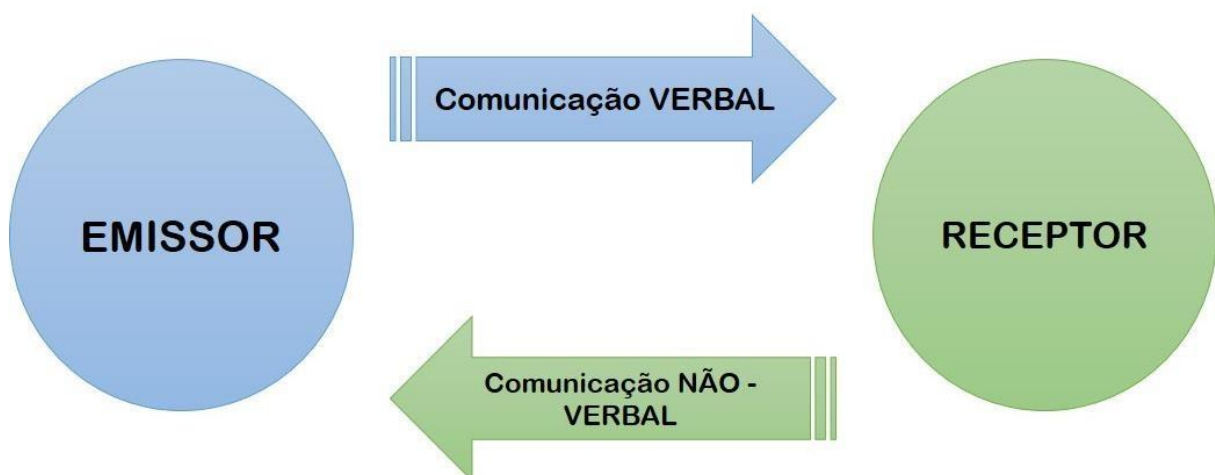 Comunicação VERBAL
EMISSOR
RECEPTOR
Comunicação NÃO -
VERBAL